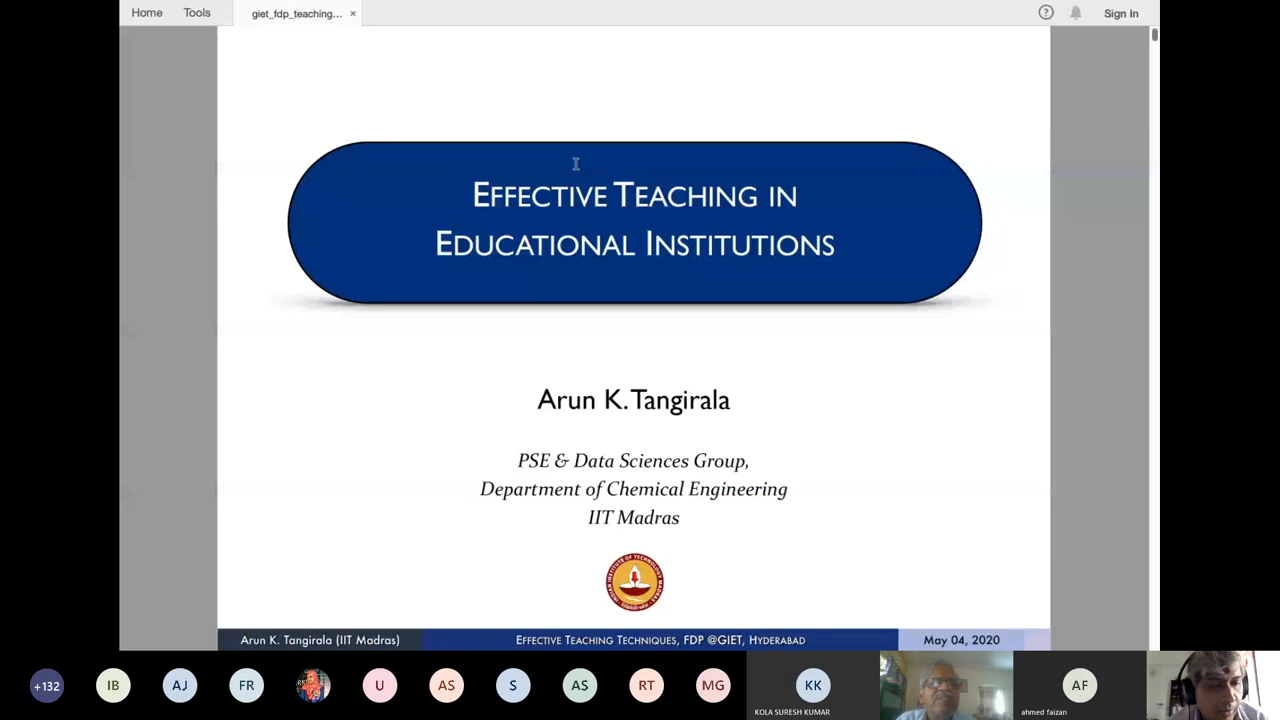 Home Tools giet_fdp_teaching... × ? Sign In
EFFECTIVE TEACHING IN
EDUCATIONAL INSTITUTIONS
Arun K. Tangirala
PSE & Data Sciences Group,
Department of Chemical Engineering
IIT Madras
Arun K. Tangirala (IIT Madras) EFFECTIVE TEACHING TECHNIQUES, FDP @GIET, HYDERABAD May 04, 2020
+132 IB AJ FR U AS S AS RT MG KK AF
KOLA SURESH KUMAR ahmed faizan